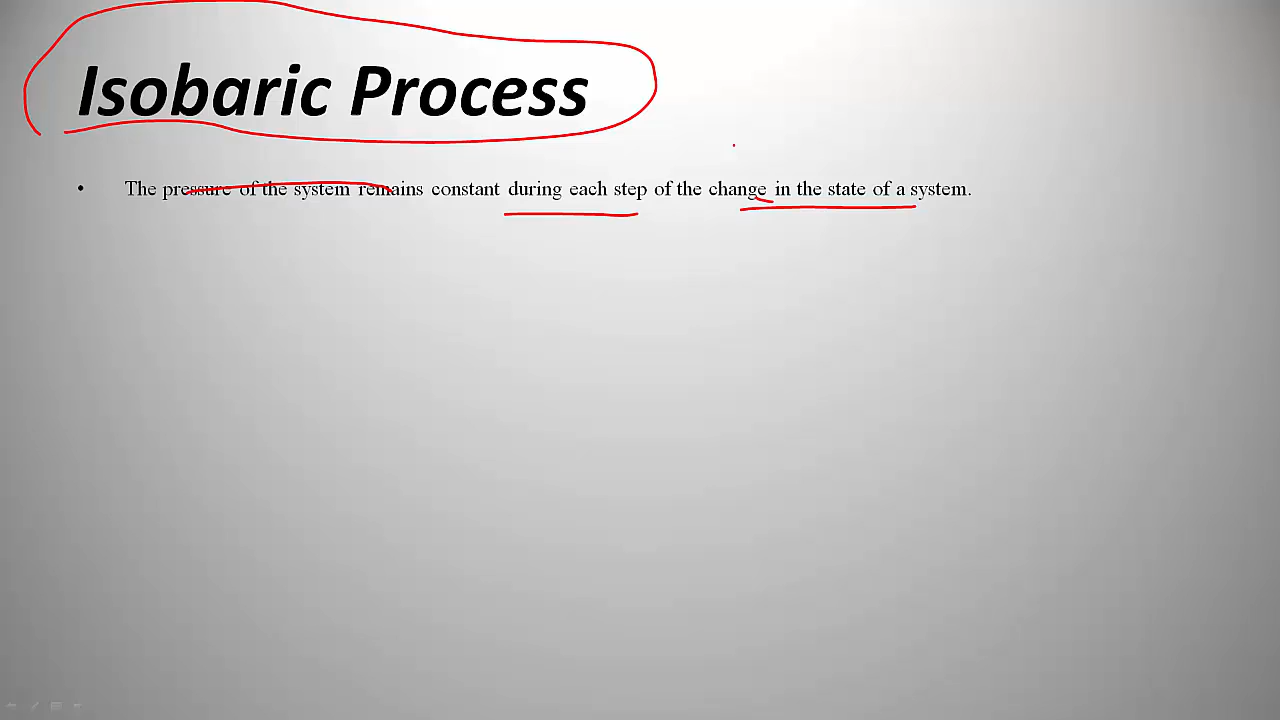 Isobaric Process
• The pressure of the system remains constant during each step of the change in the state of a system.